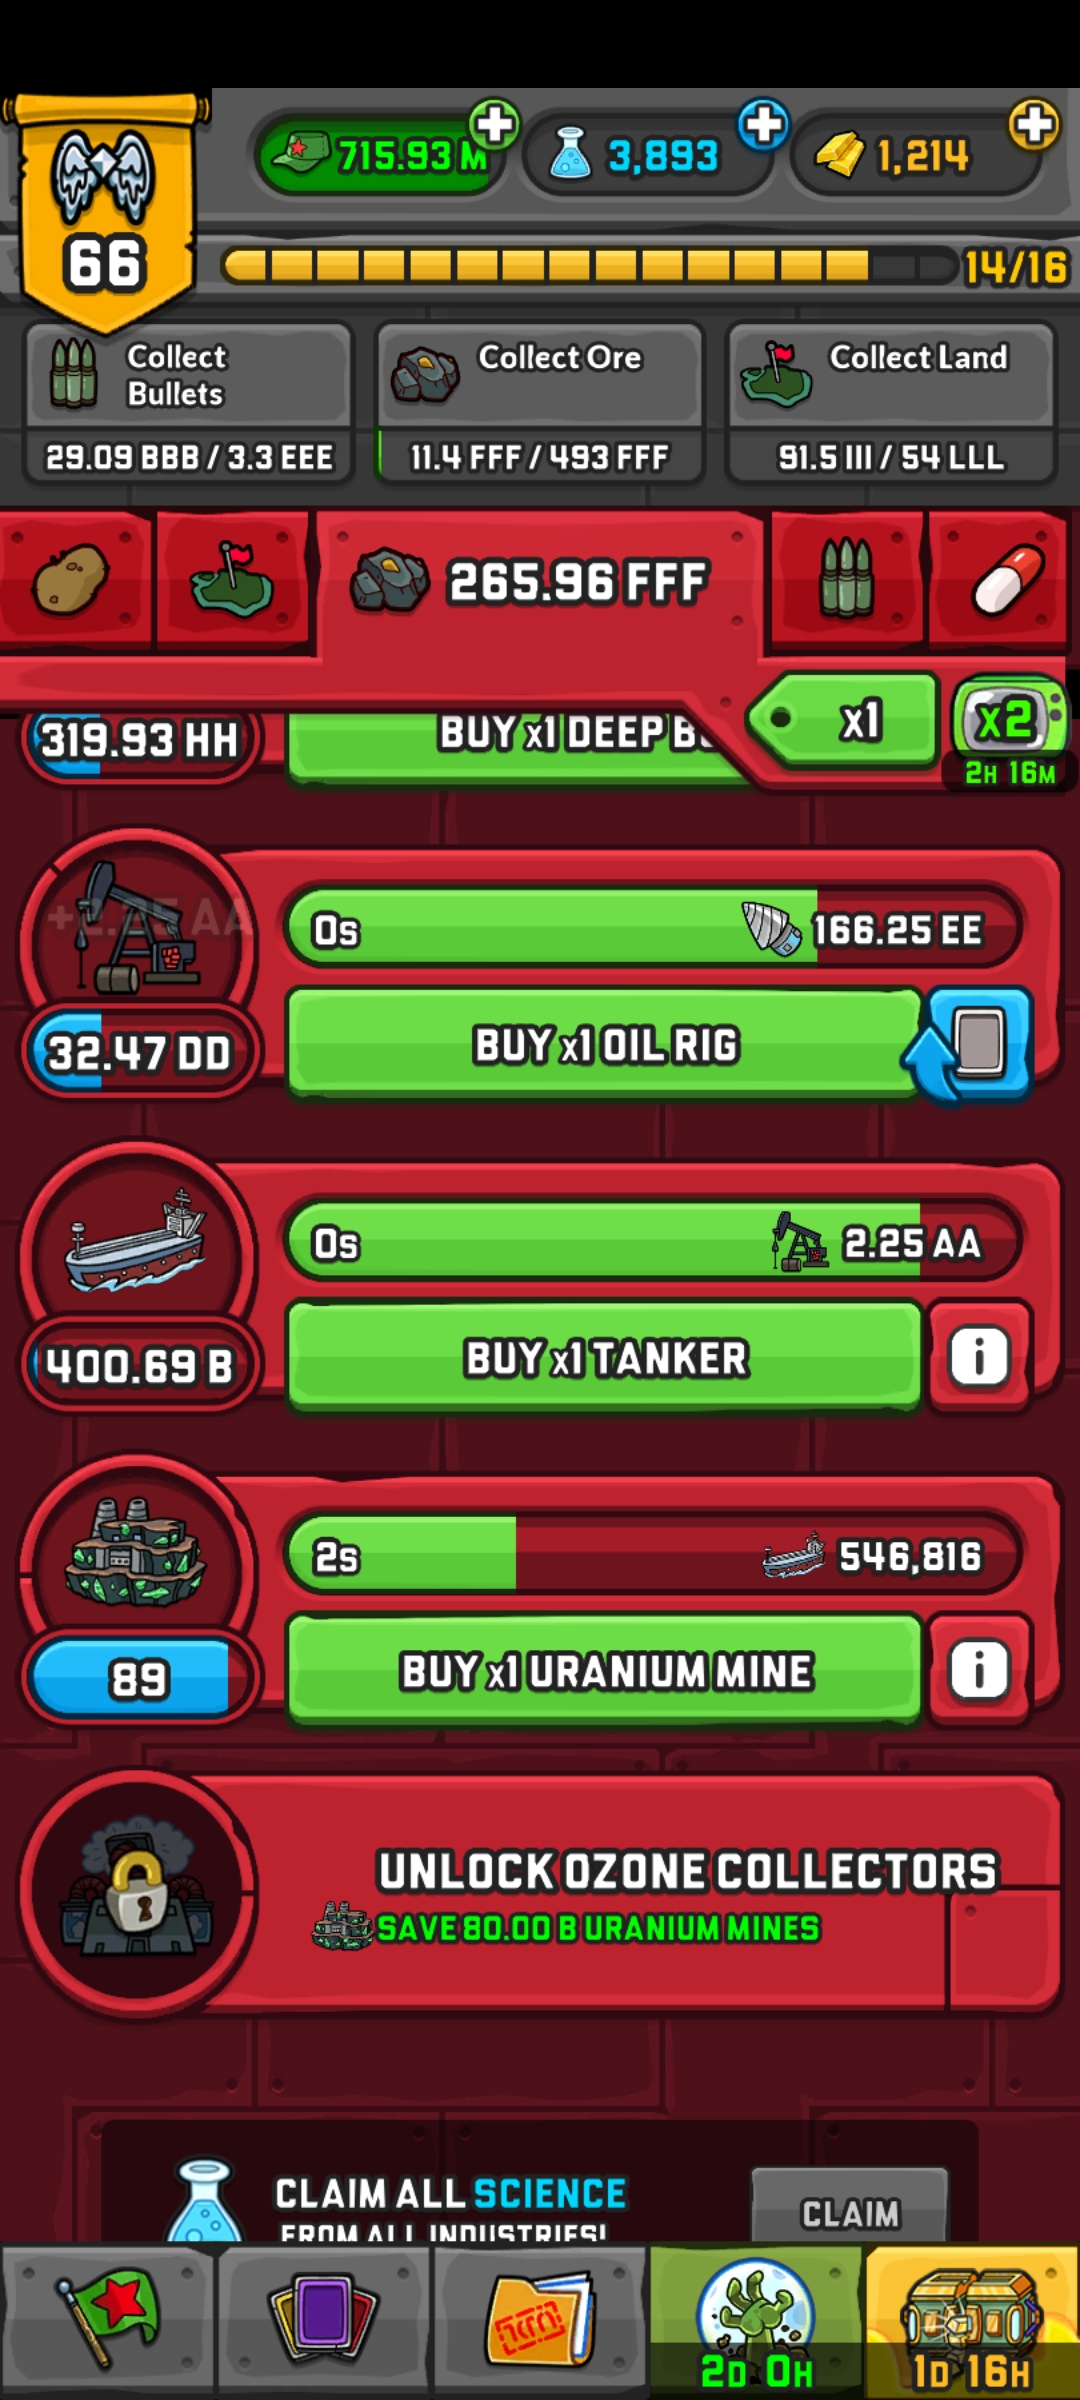 715.93 M
3,893
1,214
66
14/16
Collect
Bullets
Collect Ore
Collect Land
29.09 BBB / 3.3 EEE
11.4 FFF / 493 FFF
91.5 III / 54 LLL
265.96 FFF
x1
x2
2H 16M
319.93 HH
BUY x1 DEEP
+2.25 AA
0s
166.25 EE
32.47 DD
BUY x1 OIL RIG
0s
2.25 AA
400.69 B
BUY x1 TANKER
i
2s
546,816
89
BUY x1 URANIUM MINE
i
UNLOCK OZONE COLLECTORS
SAVE 80.00 B URANIUM MINES
CLAIM ALL SCIENCE
FROM ALL INDUSTRIES!
CLAIM
2D 0H
1D 16H